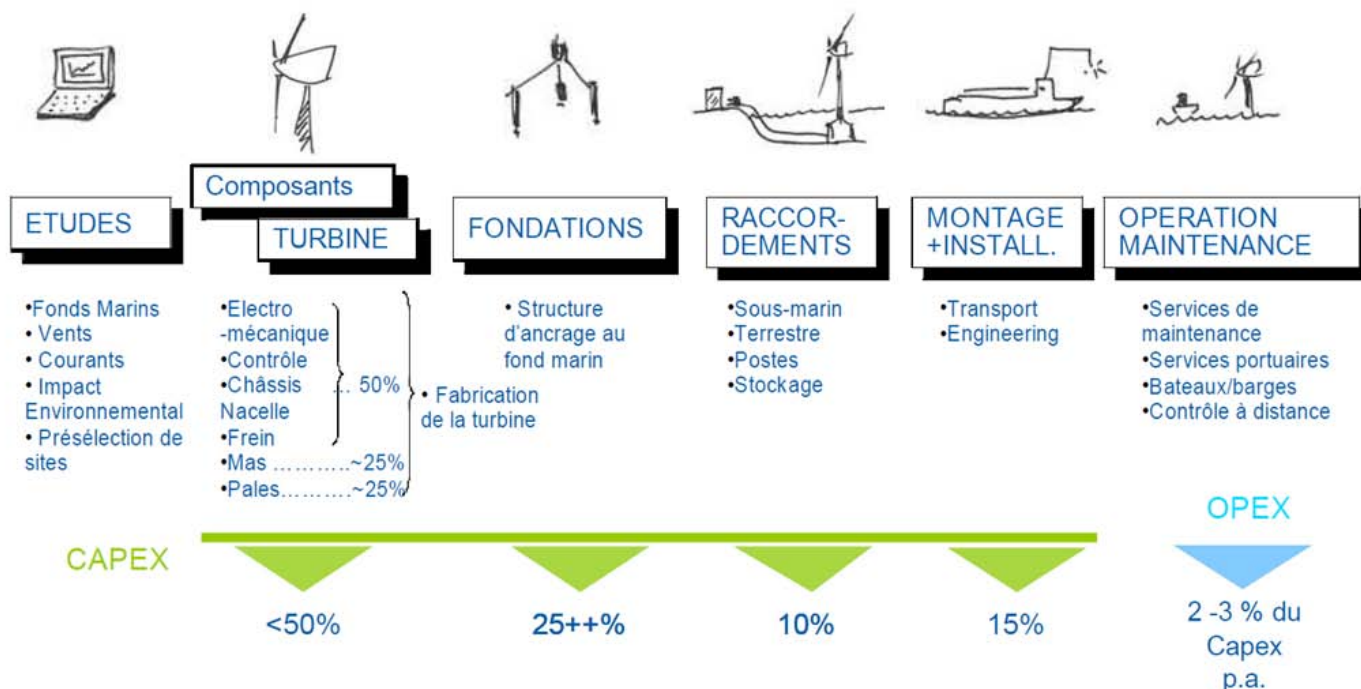 Composants
ETUDES
TURBINE
FONDATIONS
RACCOR-
DEMENTS
MONTAGE
+INSTALL.
OPERATION
MAINTENANCE
•Fonds Marins
• Vents
• Courants
• Impact
Environnemental
• Présélection de
sites
•Electro
-mécanique
•Contrôle
•Châssis ... 50%
Nacelle
•Frein
•Mas ………..~25%
•Pales……….~25%
• Fabrication
de la turbine
• Structure
d'ancrage au
fond marin
•Sous-marin
•Terrestre
•Postes
•Stockage
•Transport
•Engineering
•Services de
maintenance
•Services portuaires
•Bateaux/barges
•Contrôle à distance
CAPEX
<50%
25++%
10%
15%
OPEX
2 -3 % du
Capex
p.a.